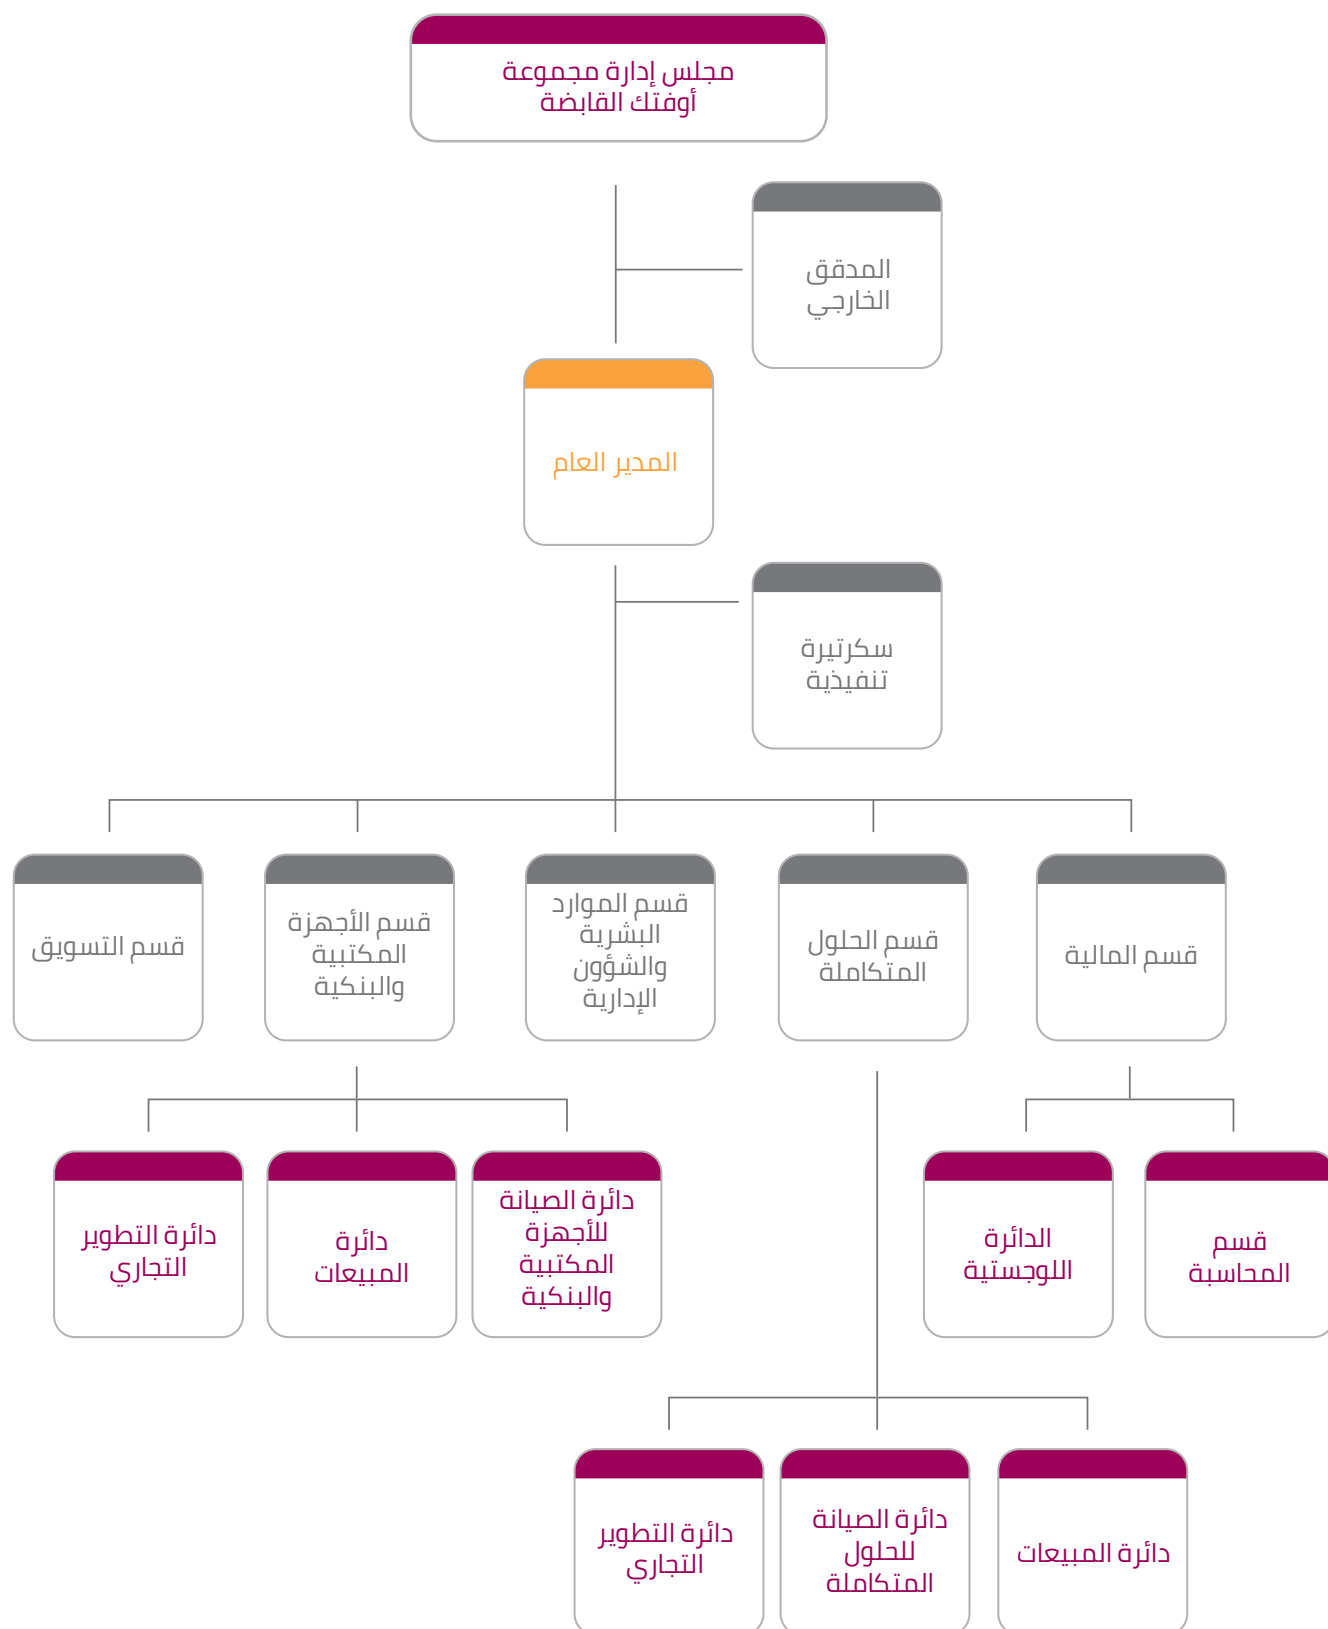 مجلس إدارة مجموعة
أوفتك القابضة
المدقق
الخارجي
المدير العام
سكرتيرة
تنفيذية
قسم المالية
قسم الحلول
المتكاملة
قسم الموارد
البشرية
والشؤون
الإدارية
قسم الأجهزة
المكتبية
والبنكية
قسم التسويق
قسم
المحاسبة
الدائرة
اللوجستية
دائرة الصيانة
للأجهزة
المكتبية
والبنكية
دائرة
المبيعات
دائرة التطوير
التجاري
دائرة المبيعات
دائرة الصيانة
للحلول
المتكاملة
دائرة التطوير
التجاري